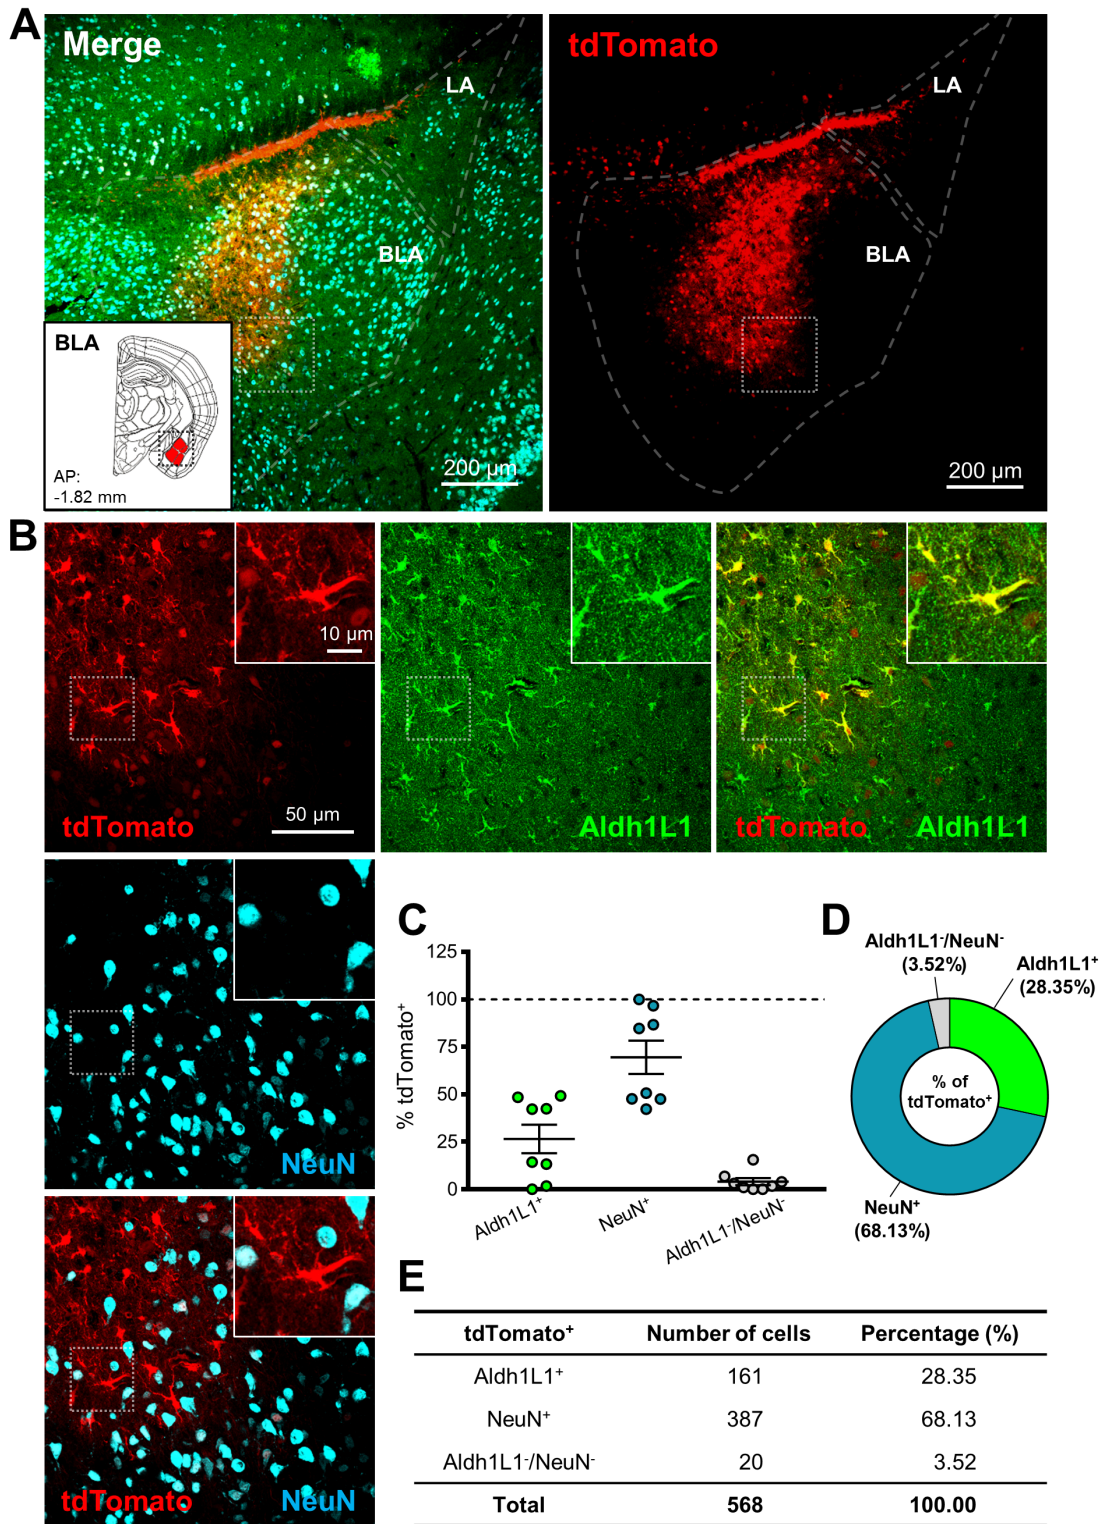 A
Merge
LA
BLA
200 µm
BLA
AP:
-1.82 mm
tdTomato
LA
BLA
200 µm
B
10 µm
50 µm
tdTomato
Aldh1L1
tdTomato Aldh1L1
NeuN
tdTomato NeuN
C
% tdTomato⁺
125
100
75
50
25
0
Aldh1L1⁺
NeuN⁺
Aldh1L1⁻/NeuN⁻
D
Aldh1L1⁻/NeuN⁻
(3.52%)
Aldh1L1⁺
(28.35%)
% of
tdTomato⁺
NeuN⁺
(68.13%)
E
tdTomato⁺ Number of cells Percentage (%)
Aldh1L1⁺ 161 28.35
NeuN⁺ 387 68.13
Aldh1L1⁻/NeuN⁻ 20 3.52
Total 568 100.00